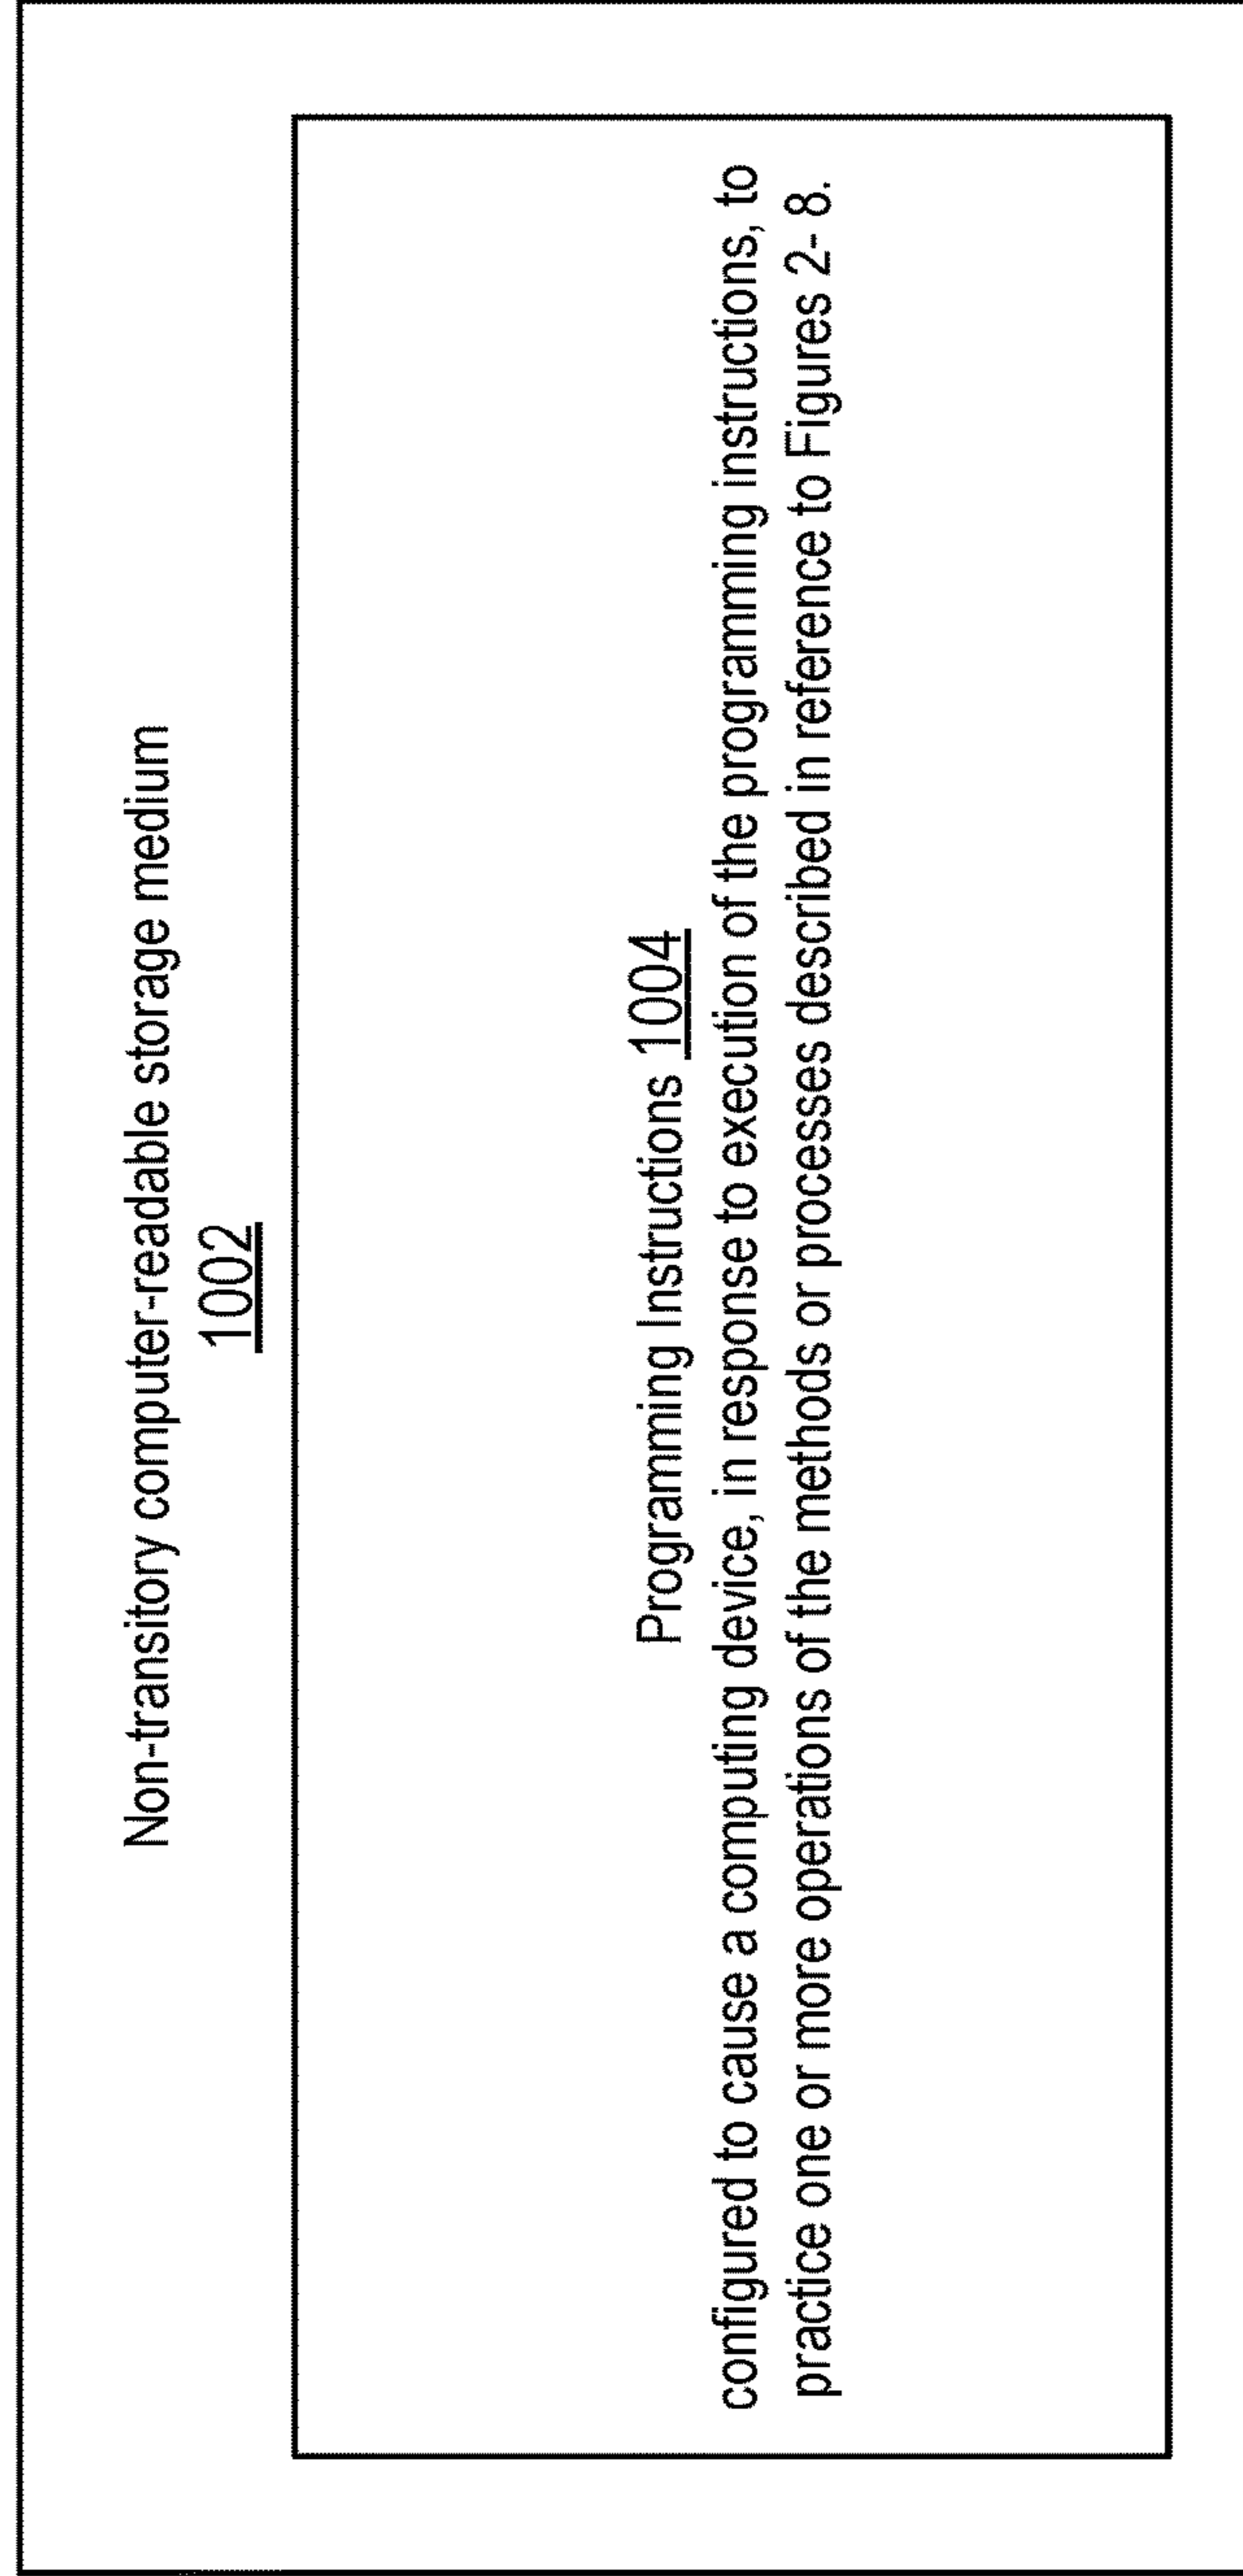 Non-transitory computer-readable storage medium
1002
Programming Instructions 1004
configured to cause a computing device, in response to execution of the programming instructions, to
practice one or more operations of the methods or processes described in reference to Figures 2- 8.